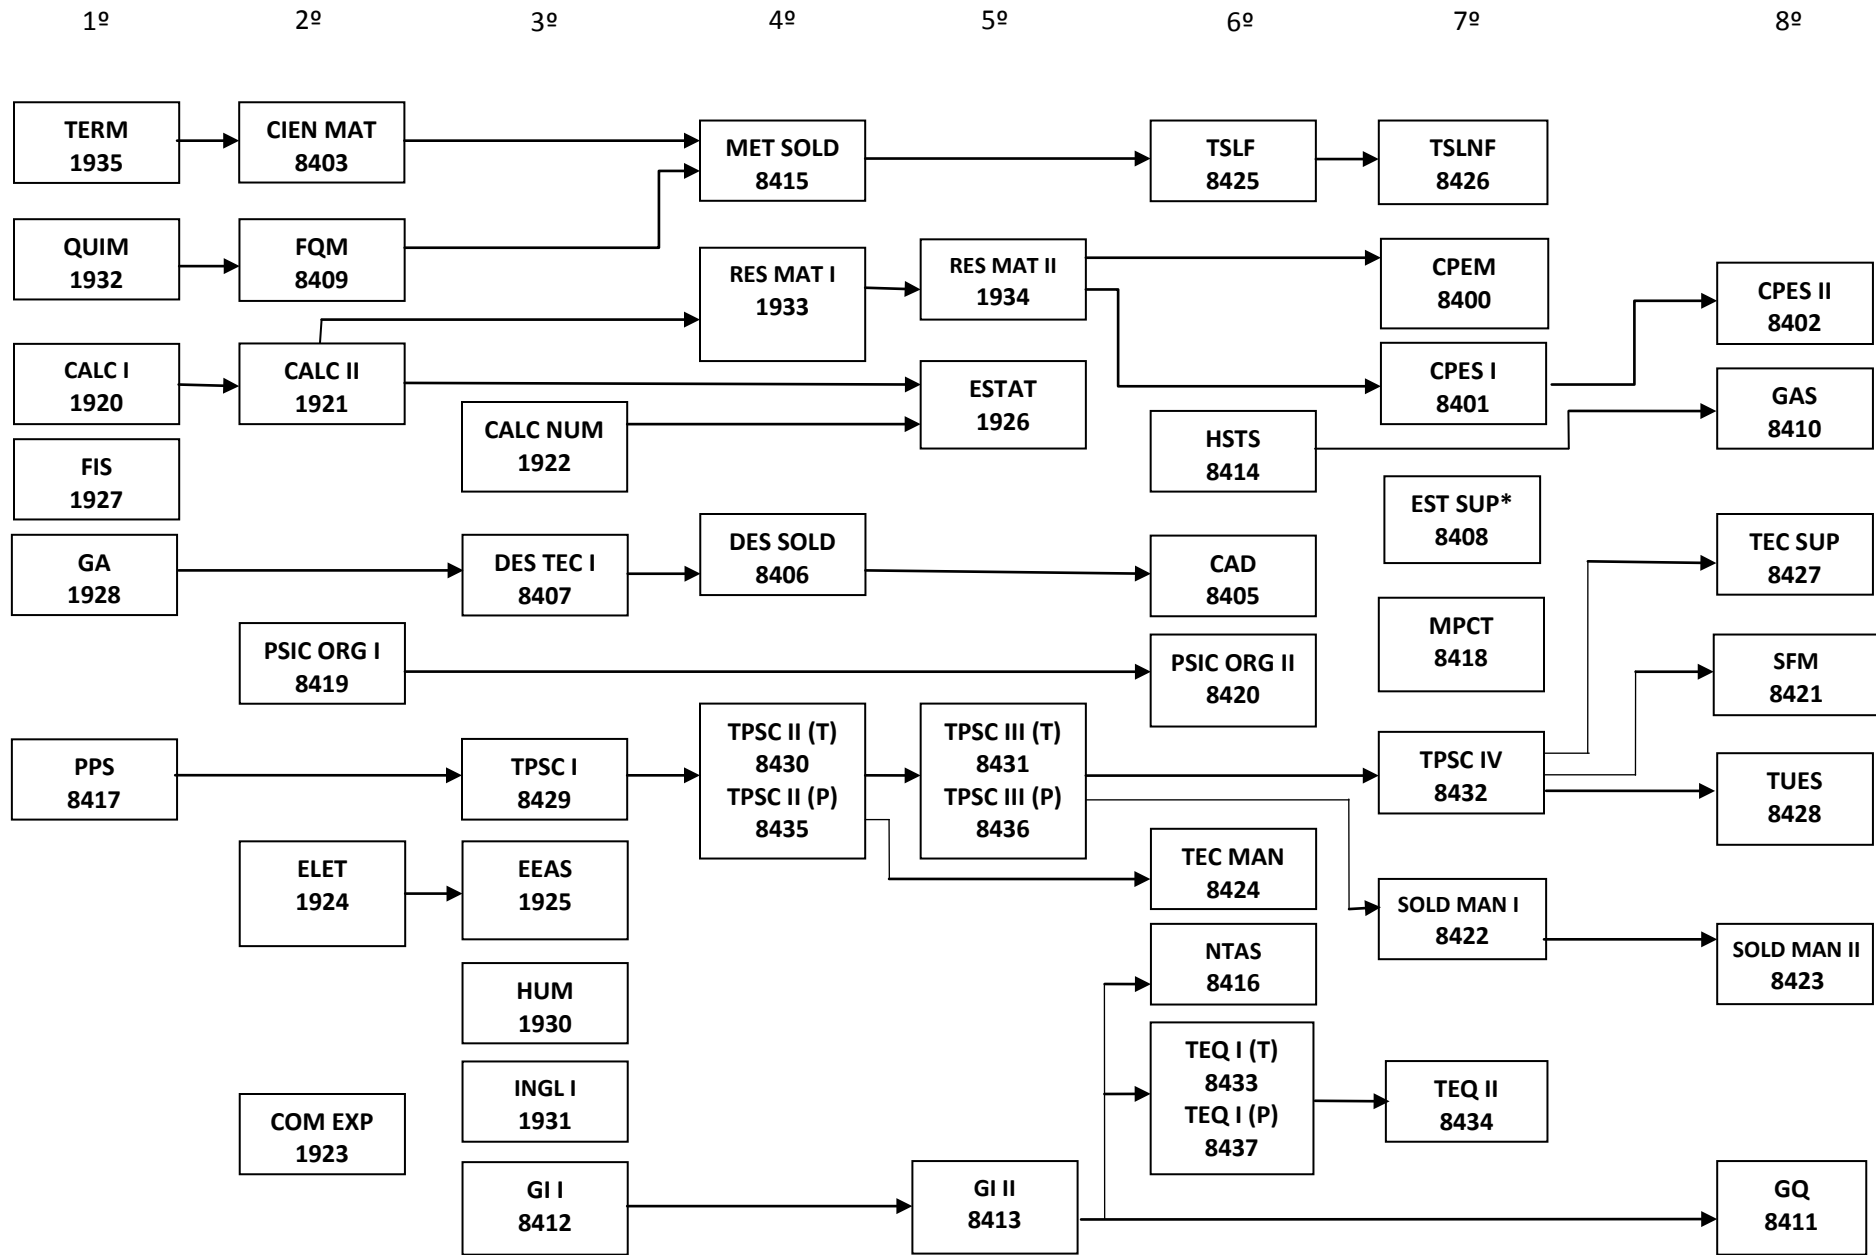 1º 2º 3º 4º 5º 6º 7º 8º
TERM
1935
QUIM
1932
CALC I
1920
FIS
1927
GA
1928
PPS
8417
CIEN MAT
8403
FQM
8409
CALC II
1921
PSIC ORG I
8419
ELET
1924
COM EXP
1923
CALC NUM
1922
DES TEC I
8407
TPSC I
8429
EEAS
1925
HUM
1930
INGL I
1931
GI I
8412
MET SOLD
8415
RES MAT I
1933
DES SOLD
8406
TPSC II (T)
8430
TPSC II (P)
8435
RES MAT II
1934
ESTAT
1926
TPSC III (T)
8431
TPSC III (P)
8436
GI II
8413
TSLF
8425
HSTS
8414
CAD
8405
PSIC ORG II
8420
TEC MAN
8424
NTAS
8416
TEQ I (T)
8433
TEQ I (P)
8437
TSLNF
8426
CPEM
8400
CPES I
8401
EST SUP*
8408
MPCT
8418
TPSC IV
8432
SOLD MAN I
8422
TEQ II
8434
CPES II
8402
GAS
8410
TEC SUP
8427
SFM
8421
TUES
8428
SOLD MAN II
8423
GQ
8411